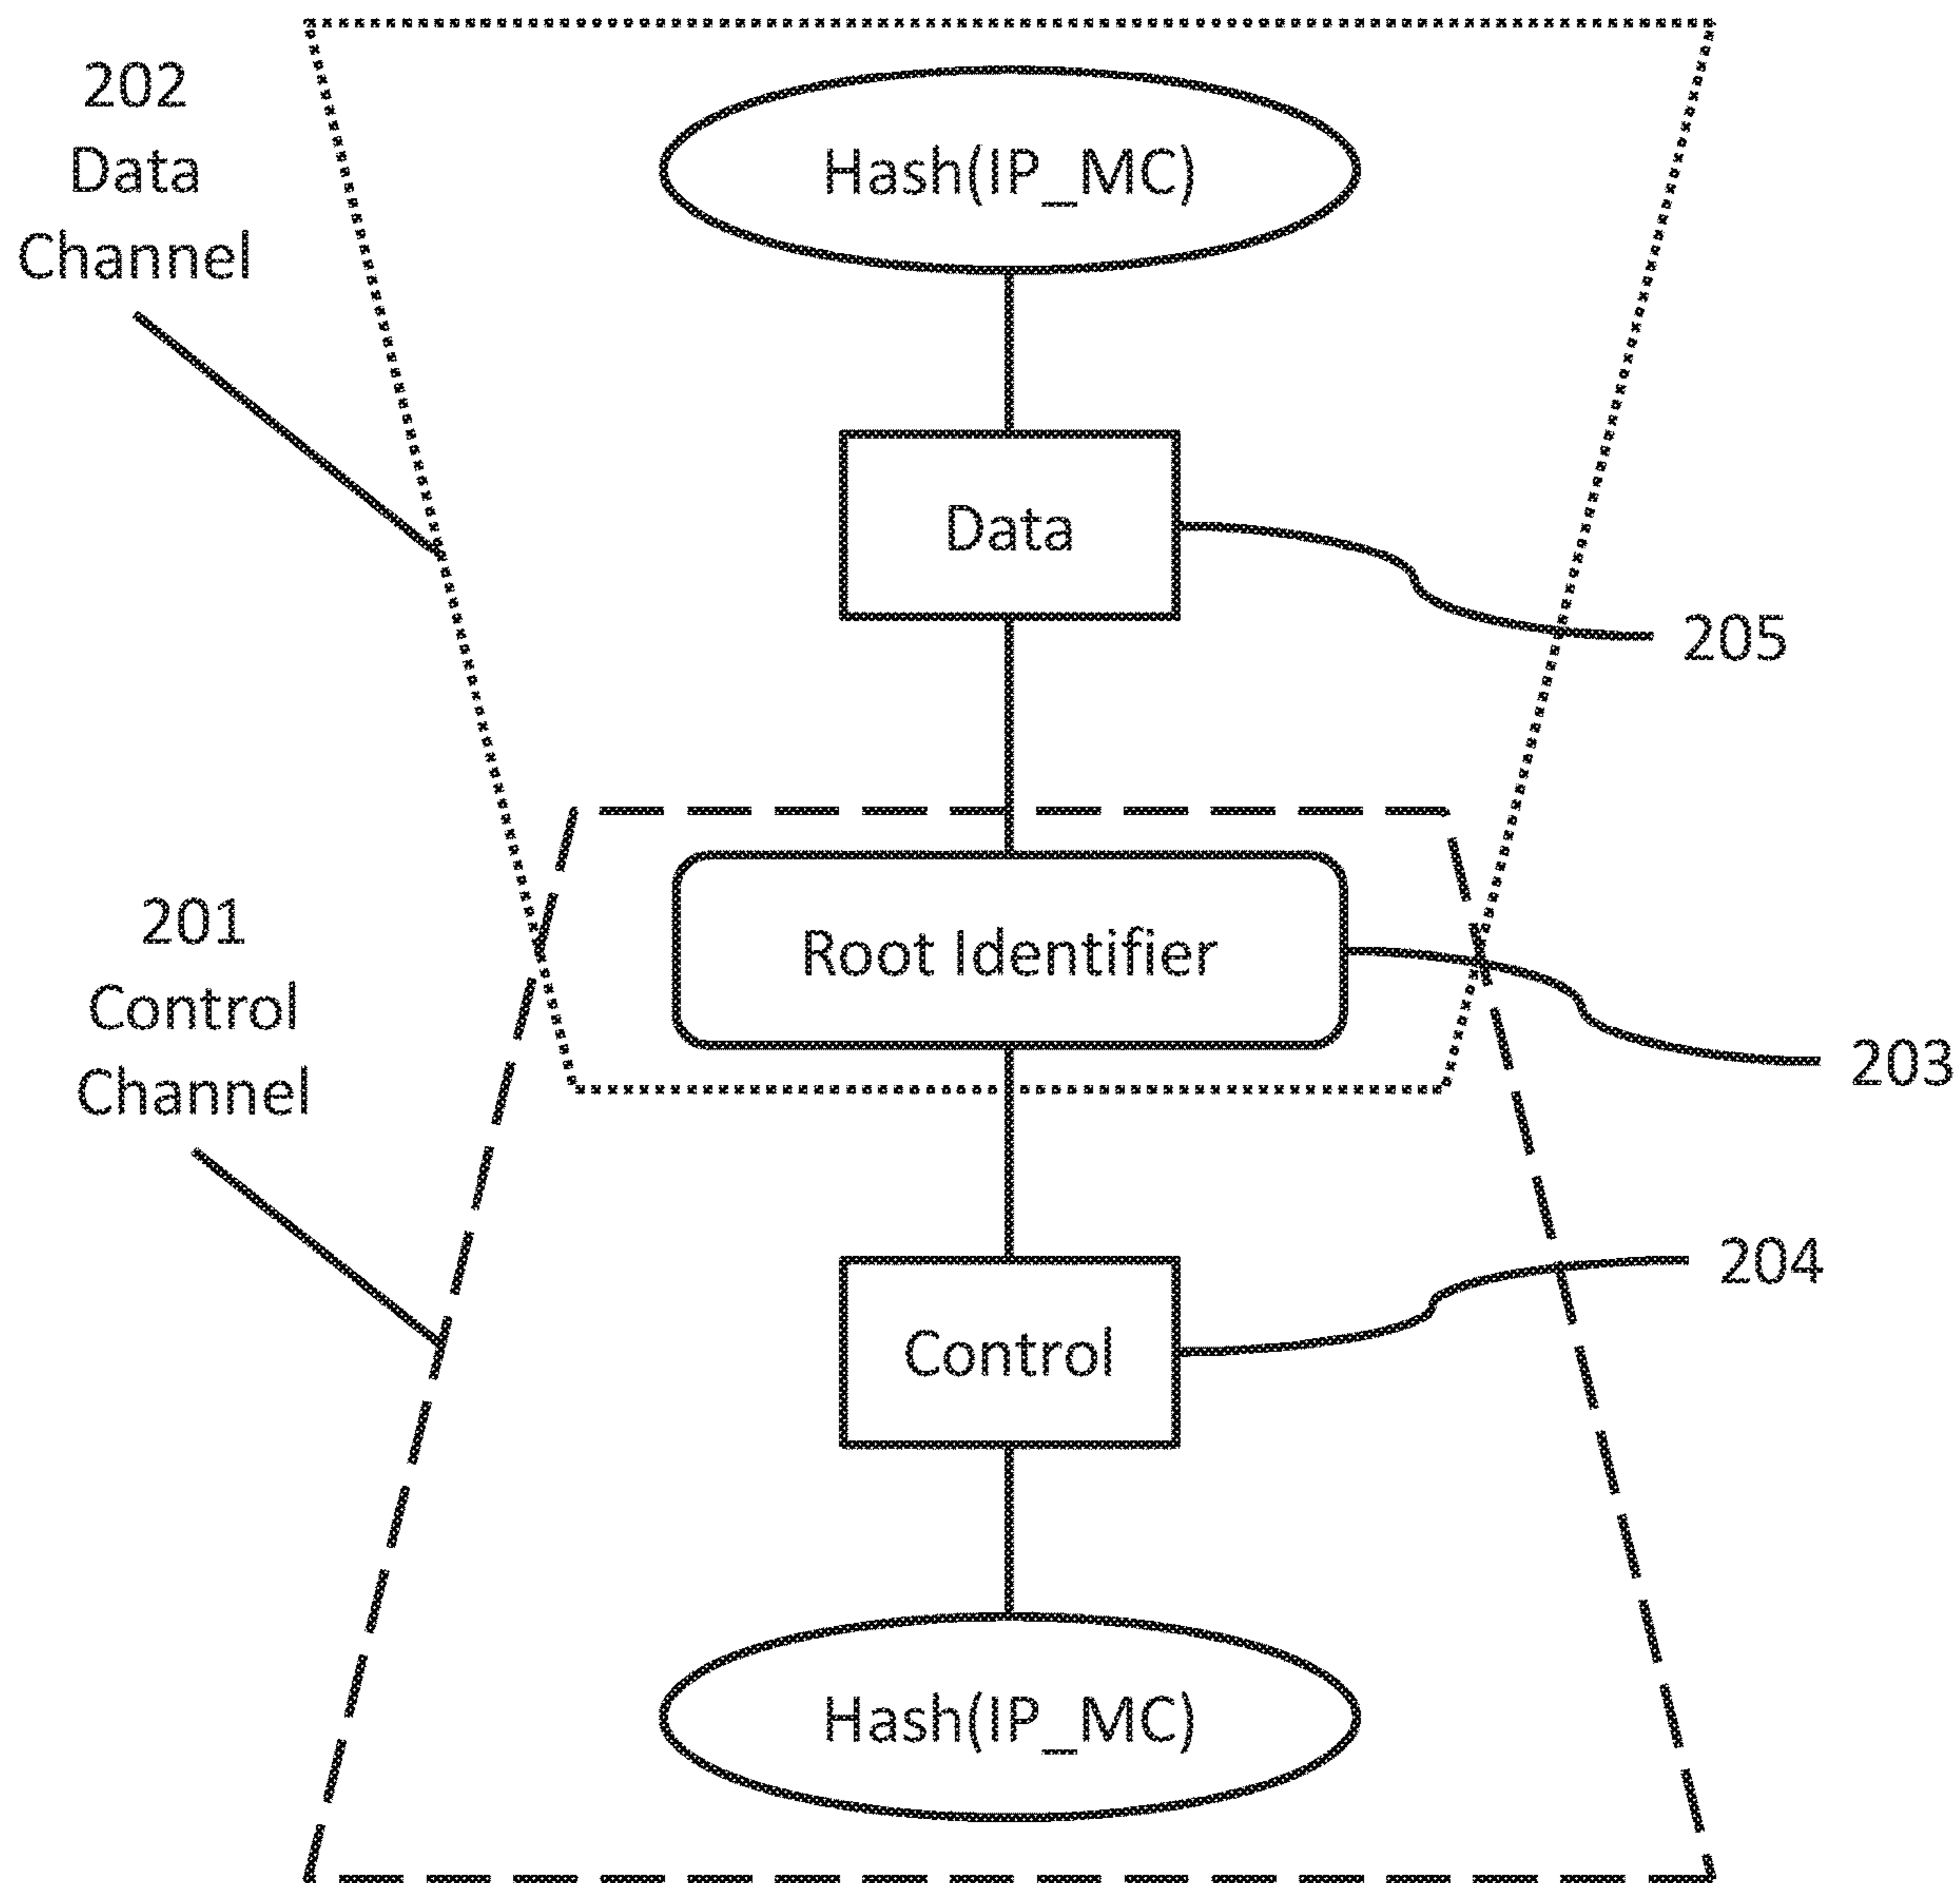 202
Data
Channel
Hash(IP_MC)
Data
205
201
Control
Channel
Root Identifier
203
204
Control
Hash(IP_MC)